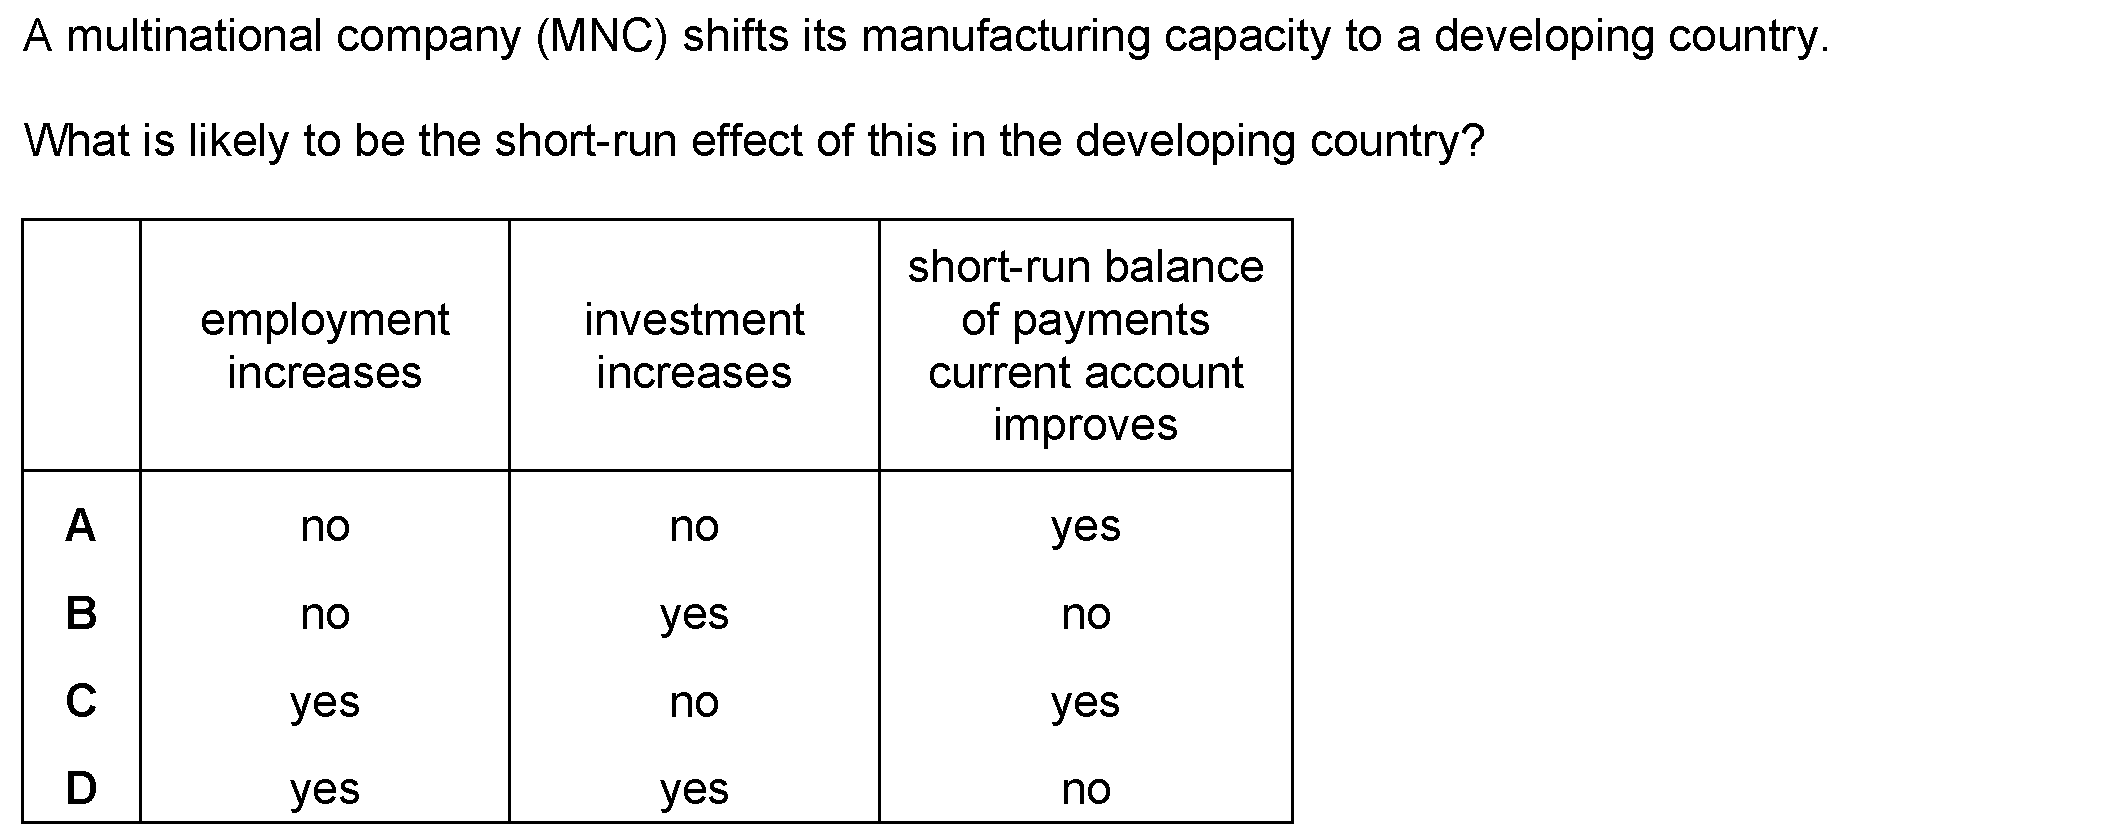 A multinational company (MNC) shifts its manufacturing capacity to a developing country.
What is likely to be the short-run effect of this in the developing country?
employment increases investment increases short-run balance of payments current account improves
A no no yes
B no yes no
C yes no yes
D yes yes no